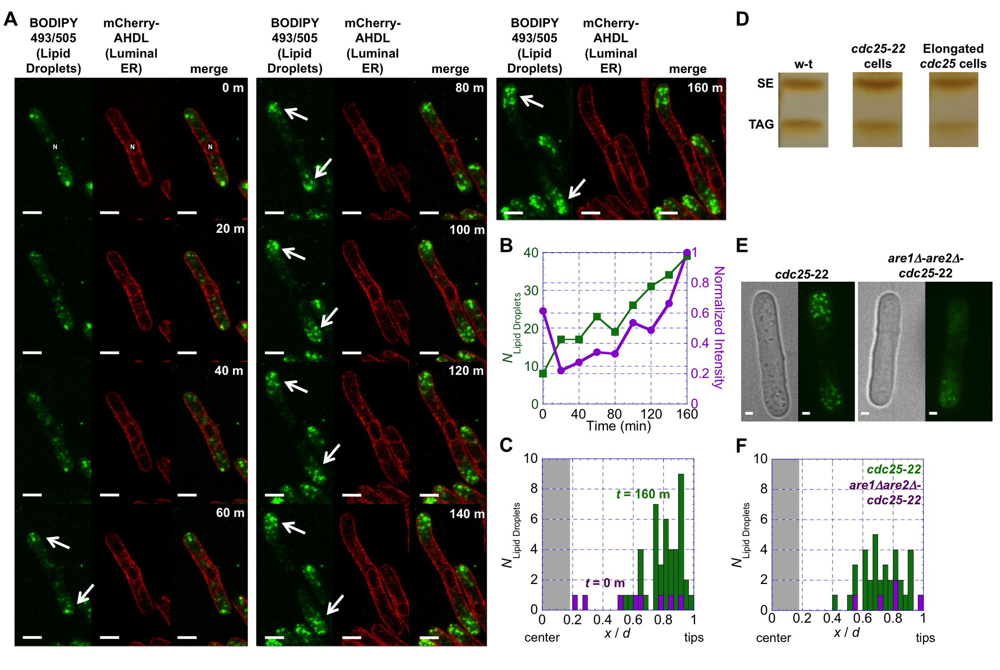 A
BODIPY
493/505
(Lipid
Droplets)
mCherry-
AHDL
(Luminal
ER)
merge
0 m
N
N
N
20 m
40 m
60 m
BODIPY
493/505
(Lipid
Droplets)
mCherry-
AHDL
(Luminal
ER)
merge
80 m
100 m
120 m
140 m
BODIPY
493/505
(Lipid
Droplets)
mCherry-
AHDL
(Luminal
ER)
merge
160 m
B
40
30
20
10
0
N Lipid Droplets
1
0.8
0.6
0.4
0.2
0
Normalized Intensity
0 40 80 120 160
Time (min)
C
10
8
6
4
2
0
N Lipid Droplets
t = 160 m
t = 0 m
0 0.2 0.4 0.6 0.8 1
center x / d tips
D
w-t
cdc25-22
cells
Elongated
cdc25 cells
SE
TAG
E
cdc25-22
are1Δ-are2Δ-
cdc25-22
F
10
8
6
4
2
0
N Lipid Droplets
cdc25-22
are1Δare2Δ-
cdc25-22
0 0.2 0.4 0.6 0.8 1
center x / d tips